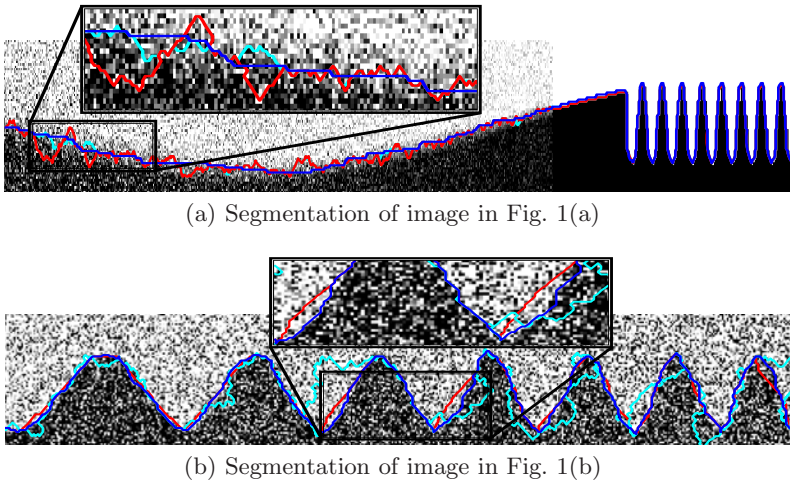 (a) Segmentation of image in Fig. 1(a)
(b) Segmentation of image in Fig. 1(b)